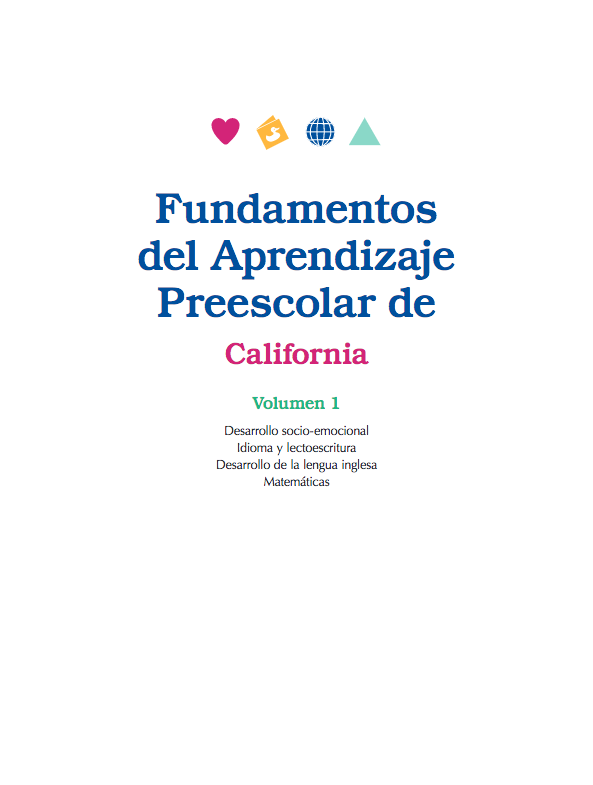 Fundamentos
del Aprendizaje
Preescolar de
California
Volumen 1
Desarrollo socio-emocional
Idioma y lectoescritura
Desarrollo de la lengua inglesa
Matemáticas